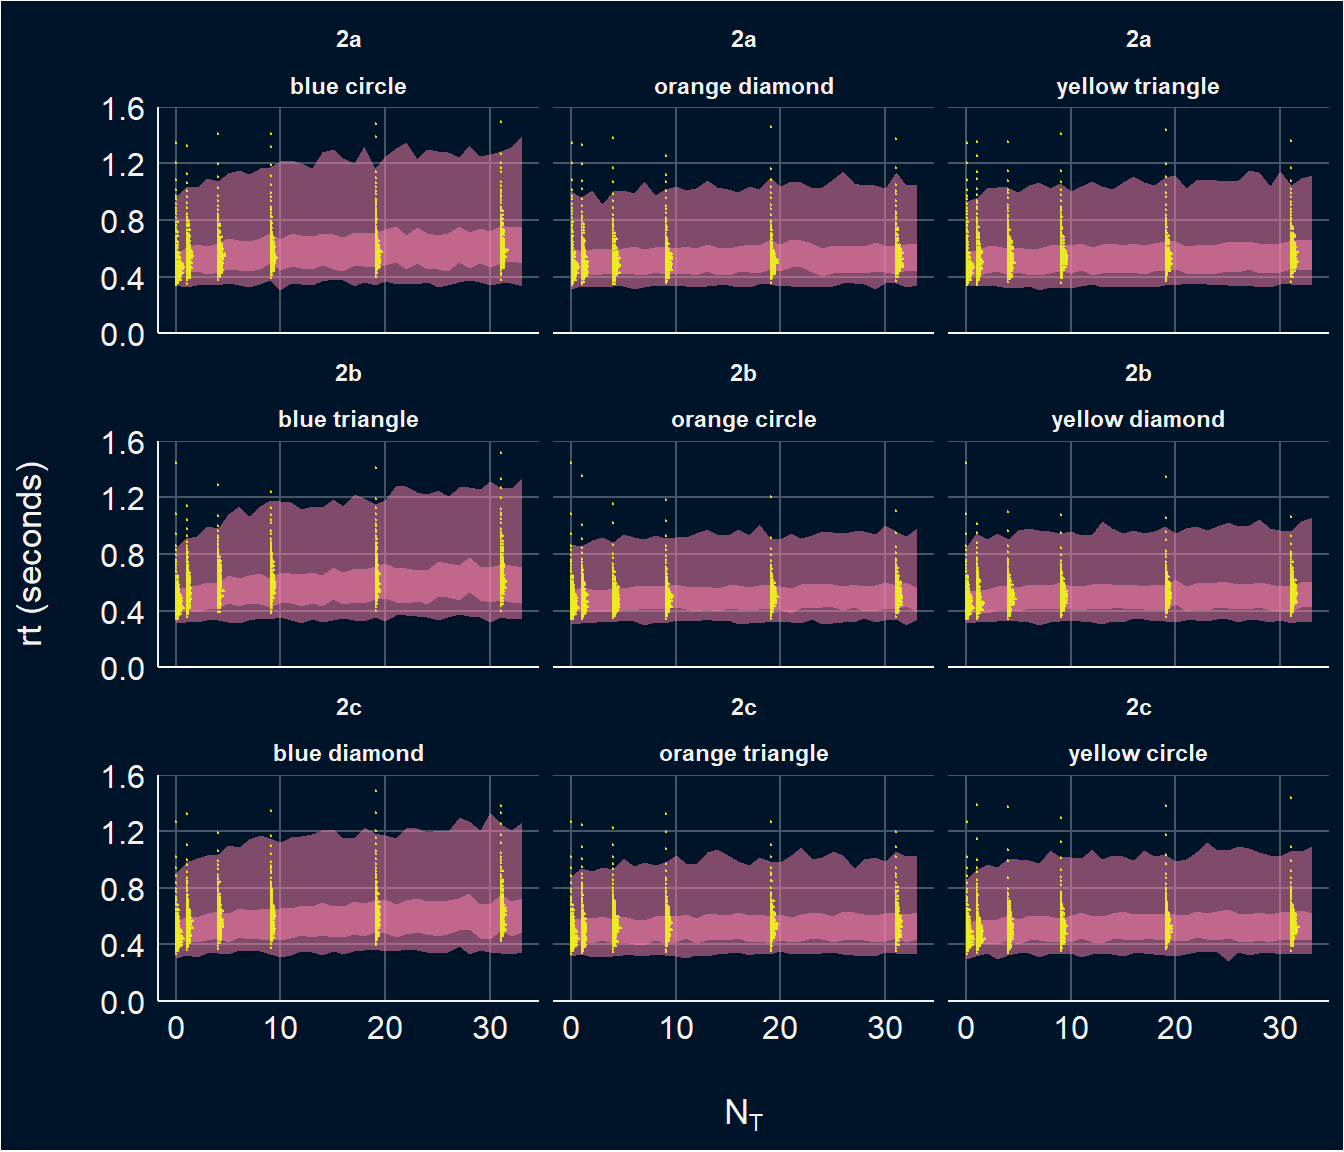 2a 2a 2a
blue circle orange diamond yellow triangle
1.6
1.2
0.8
0.4
0.0
2b 2b 2b
blue triangle orange circle yellow diamond
1.6
1.2
0.8
0.4
0.0
rt (seconds)
2c 2c 2c
blue diamond orange triangle yellow circle
1.6
1.2
0.8
0.4
0.0
0 10 20 30 0 10 20 30 0 10 20 30
N_T